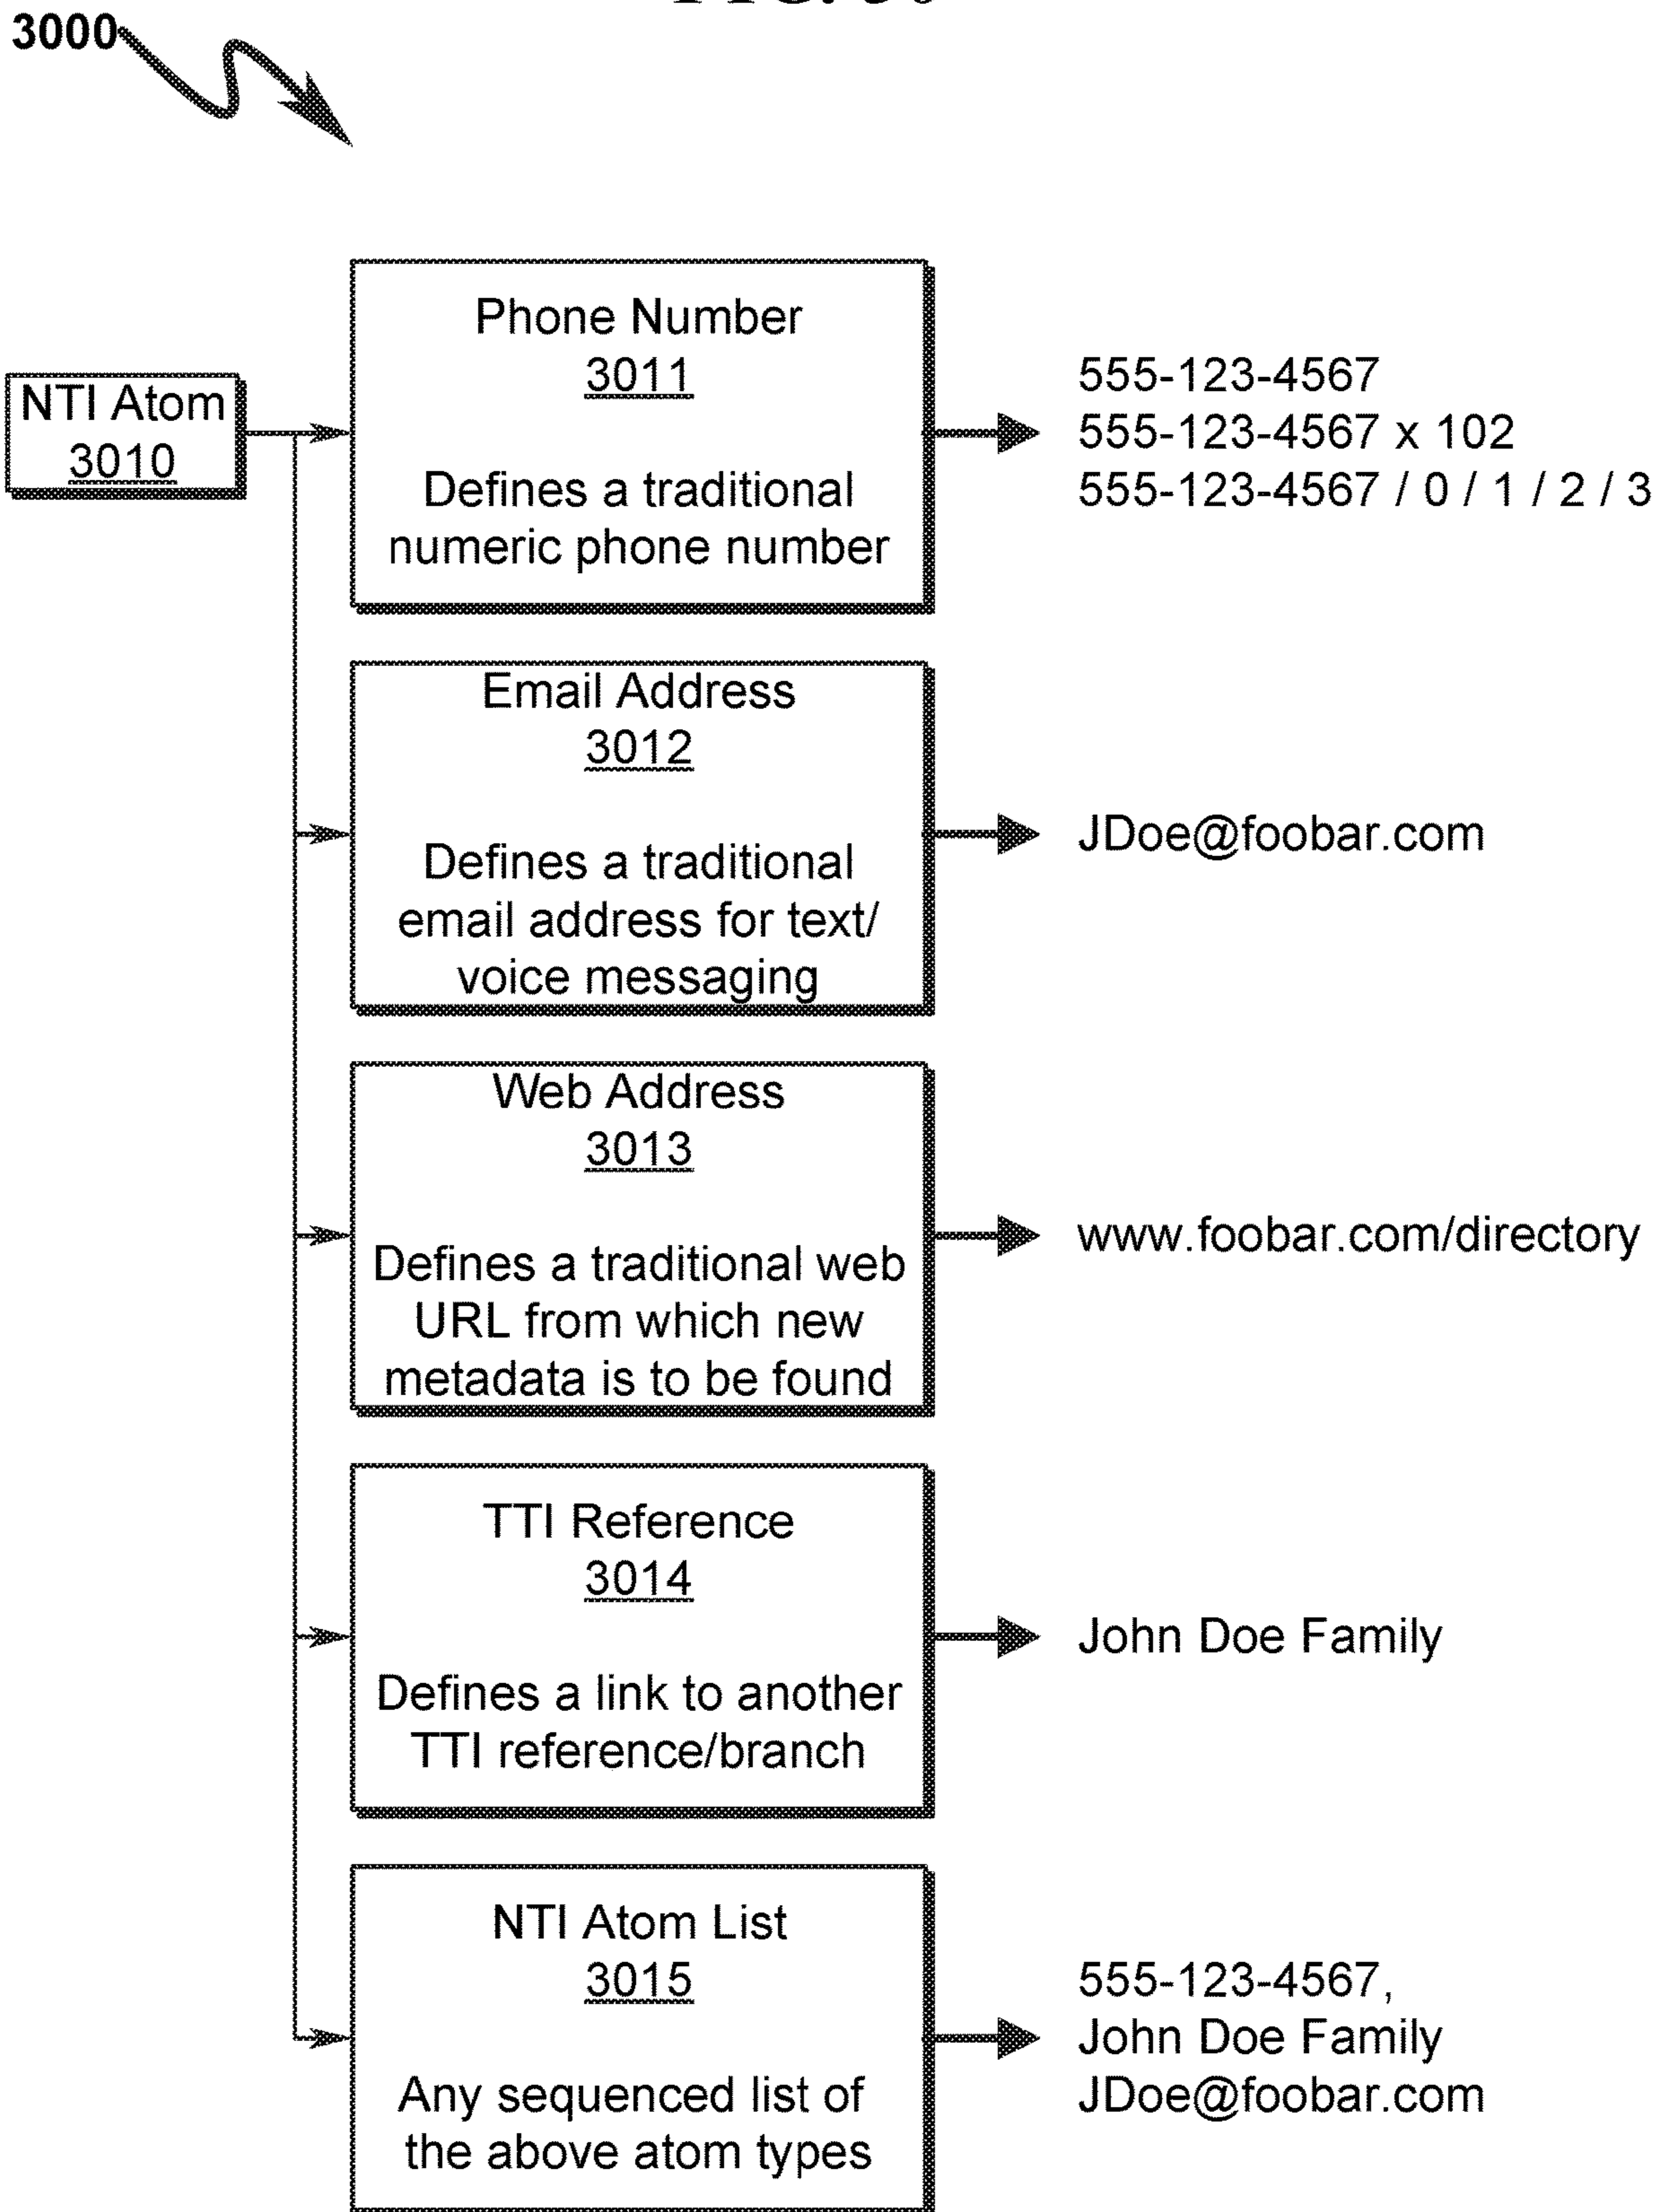 3000
Phone Number
3011
Defines a traditional
numeric phone number
555-123-4567
555-123-4567 x 102
555-123-4567 / 0 / 1 / 2 / 3
NTI Atom
3010
Email Address
3012
Defines a traditional
email address for text/
voice messaging
JDoe@foobar.com
Web Address
3013
Defines a traditional web
URL from which new
metadata is to be found
www.foobar.com/directory
TTI Reference
3014
Defines a link to another
TTI reference/branch
John Doe Family
NTI Atom List
3015
Any sequenced list of
the above atom types
555-123-4567,
John Doe Family
JDoe@foobar.com